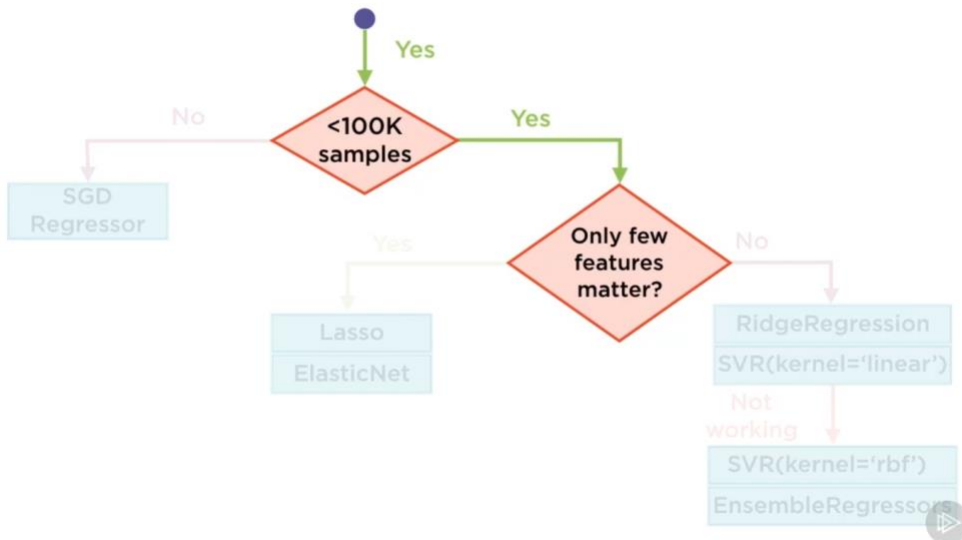 Yes
<100K
samples
No
Yes
SGD
Regressor
Only few
features
matter?
Yes
No
Lasso
ElasticNet
RidgeRegression
SVR(kernel=‘linear’)
Not
working
SVR(kernel=‘rbf’)
EnsembleRegressors